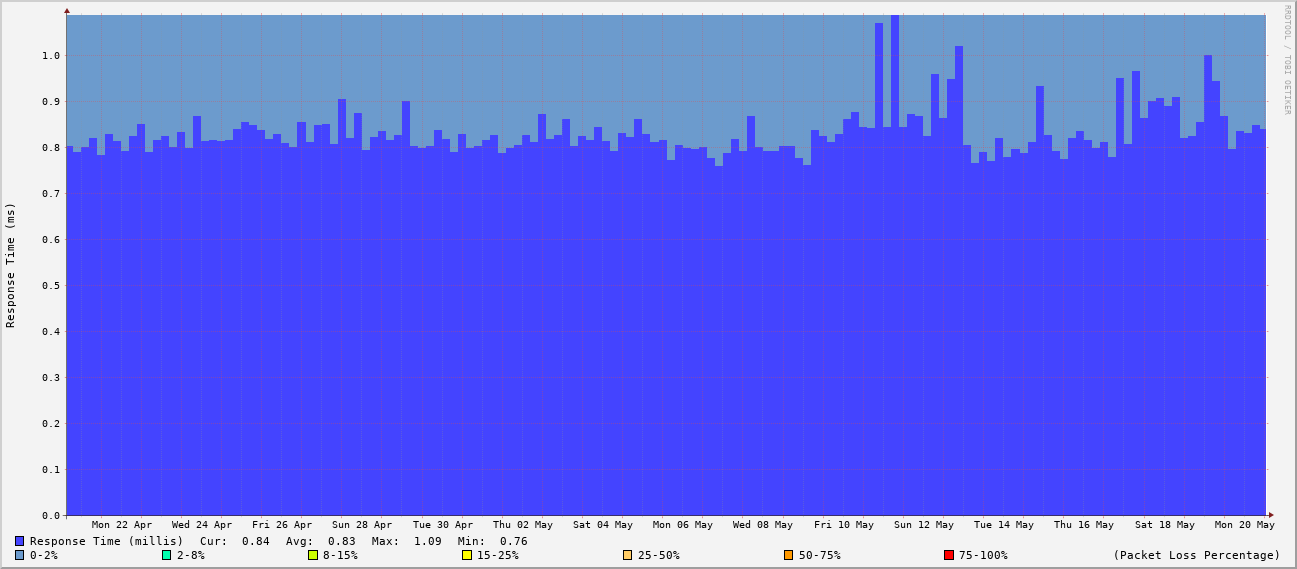 RRDTOOL / TOBI OETIKER
Response Time (ms)
1.0
0.9
0.8
0.7
0.6
0.5
0.4
0.3
0.2
0.1
0.0
Mon 22 Apr Wed 24 Apr Fri 26 Apr Sun 28 Apr Tue 30 Apr Thu 02 May Sat 04 May Mon 06 May Wed 08 May Fri 10 May Sun 12 May Tue 14 May Thu 16 May Sat 18 May Mon 20 May
Response Time (millis) Cur: 0.84 Avg: 0.83 Max: 1.09 Min: 0.76
0-2% 2-8% 8-15% 15-25% 25-50% 50-75% 75-100% (Packet Loss Percentage)